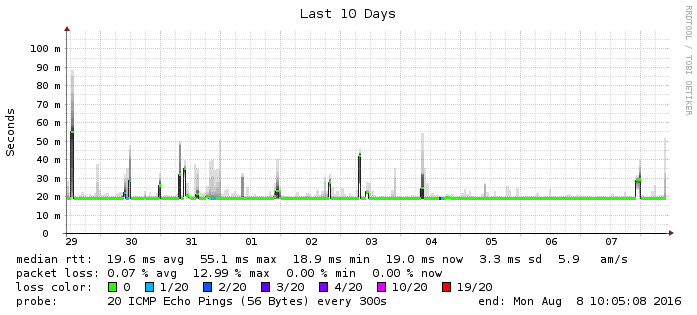 Last 10 Days
RRDTOOL / TOBI OETIKER
Seconds
100 m
90 m
80 m
70 m
60 m
50 m
40 m
30 m
20 m
10 m
0
29 30 31 01 02 03 04 05 06 07
median rtt: 19.6 ms avg 55.1 ms max 18.9 ms min 19.0 ms now 3.3 ms sd 5.9 am/s
packet loss: 0.07 % avg 12.99 % max 0.00 % min 0.00 % now
loss color: 0 1/20 2/20 3/20 4/20 10/20 19/20
probe: 20 ICMP Echo Pings (56 Bytes) every 300s end: Mon Aug 8 10:05:08 2016